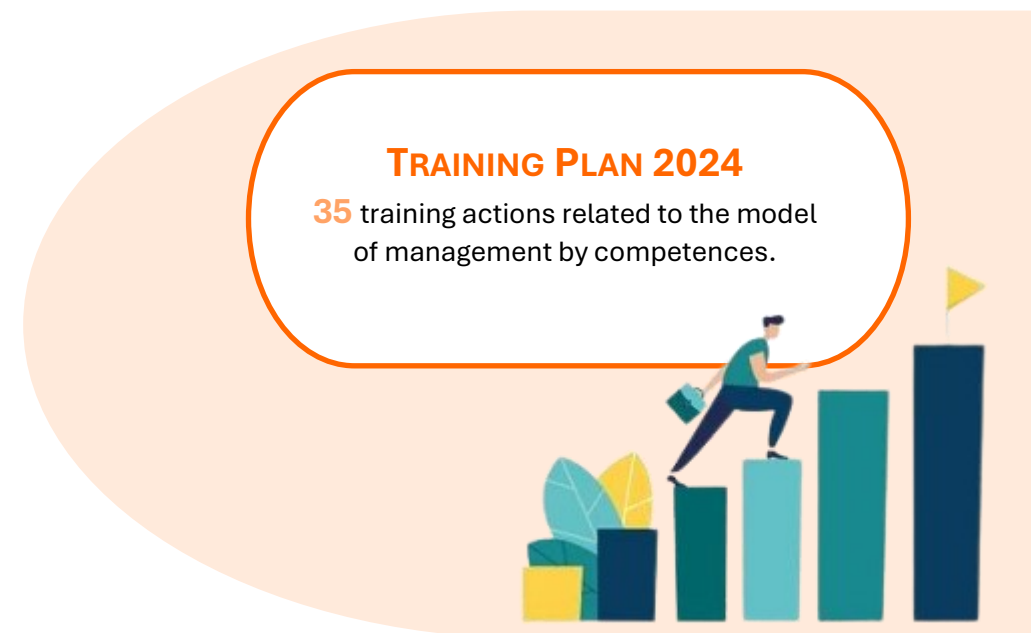 TRAINING PLAN 2024
35 training actions related to the model
of management by competences.